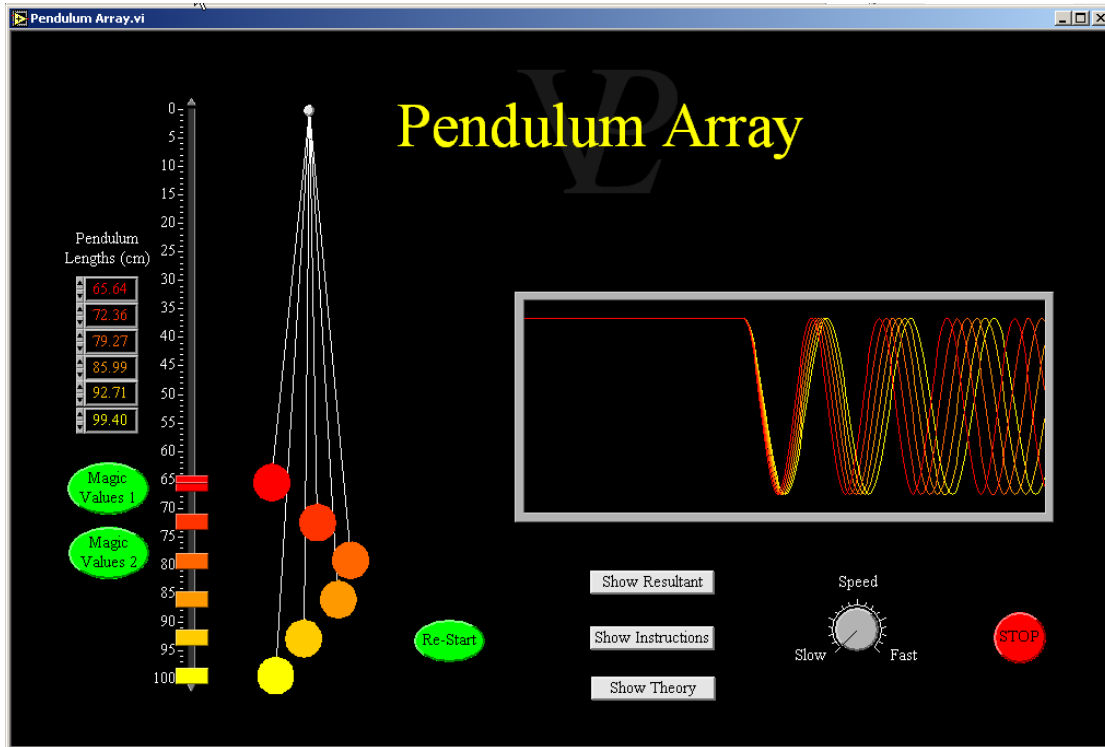 Pendulum Array.vi
VPL
Pendulum Array
0
5
10
15
20
25
30
35
40
45
50
55
60
65
70
75
80
85
90
95
100
Pendulum
Lengths (cm)
65.64
72.36
79.27
85.99
92.71
99.40
Magic
Values 1
Magic
Values 2
Re-Start
Show Resultant
Show Instructions
Show Theory
Speed
Slow
Fast
STOP